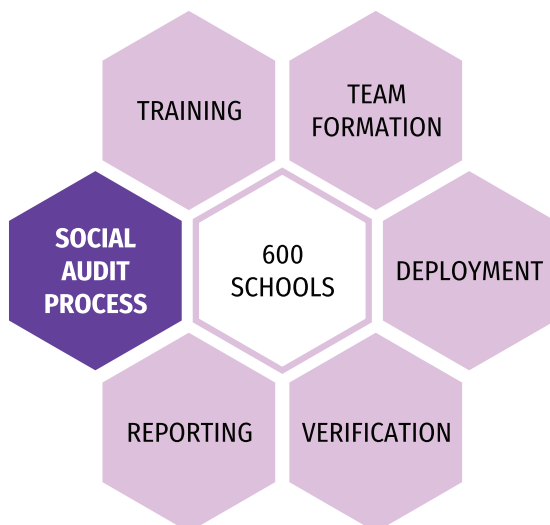 TRAINING
TEAM
FORMATION
SOCIAL
AUDIT
PROCESS
600
SCHOOLS
DEPLOYMENT
REPORTING
VERIFICATION